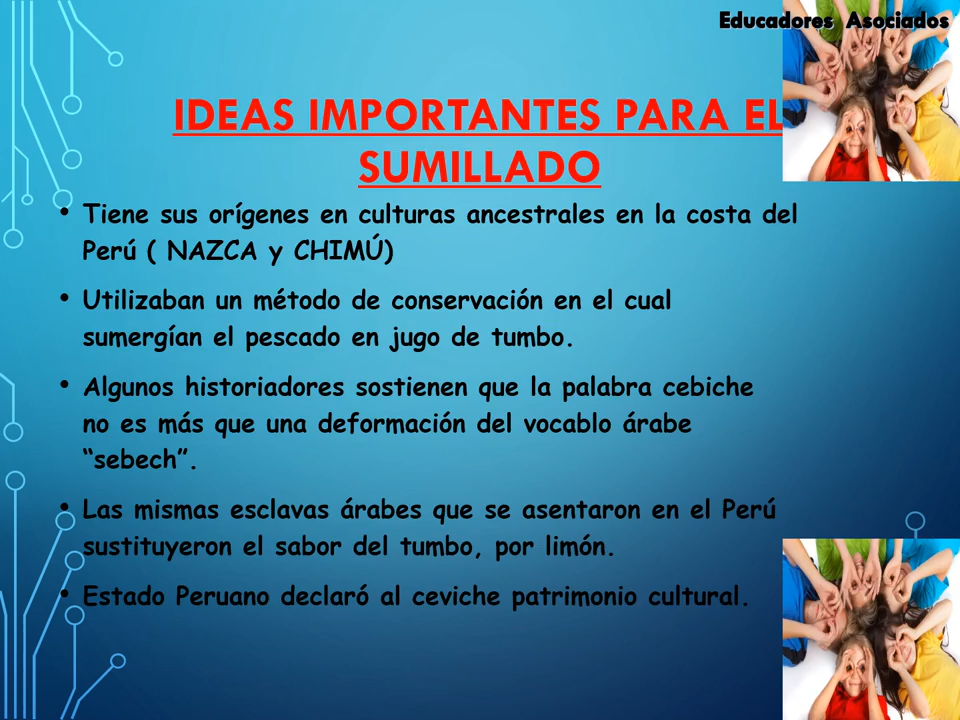 Educadores Asociados
IDEAS IMPORTANTES PARA EL
SUMILLADO
• Tiene sus orígenes en culturas ancestrales en la costa del
Perú ( NAZCA y CHIMÚ)
• Utilizaban un método de conservación en el cual
sumergían el pescado en jugo de tumbo.
• Algunos historiadores sostienen que la palabra cebiche
no es más que una deformación del vocablo árabe
“sebech”.
• Las mismas esclavas árabes que se asentaron en el Perú
sustituyeron el sabor del tumbo, por limón.
• Estado Peruano declaró al ceviche patrimonio cultural.